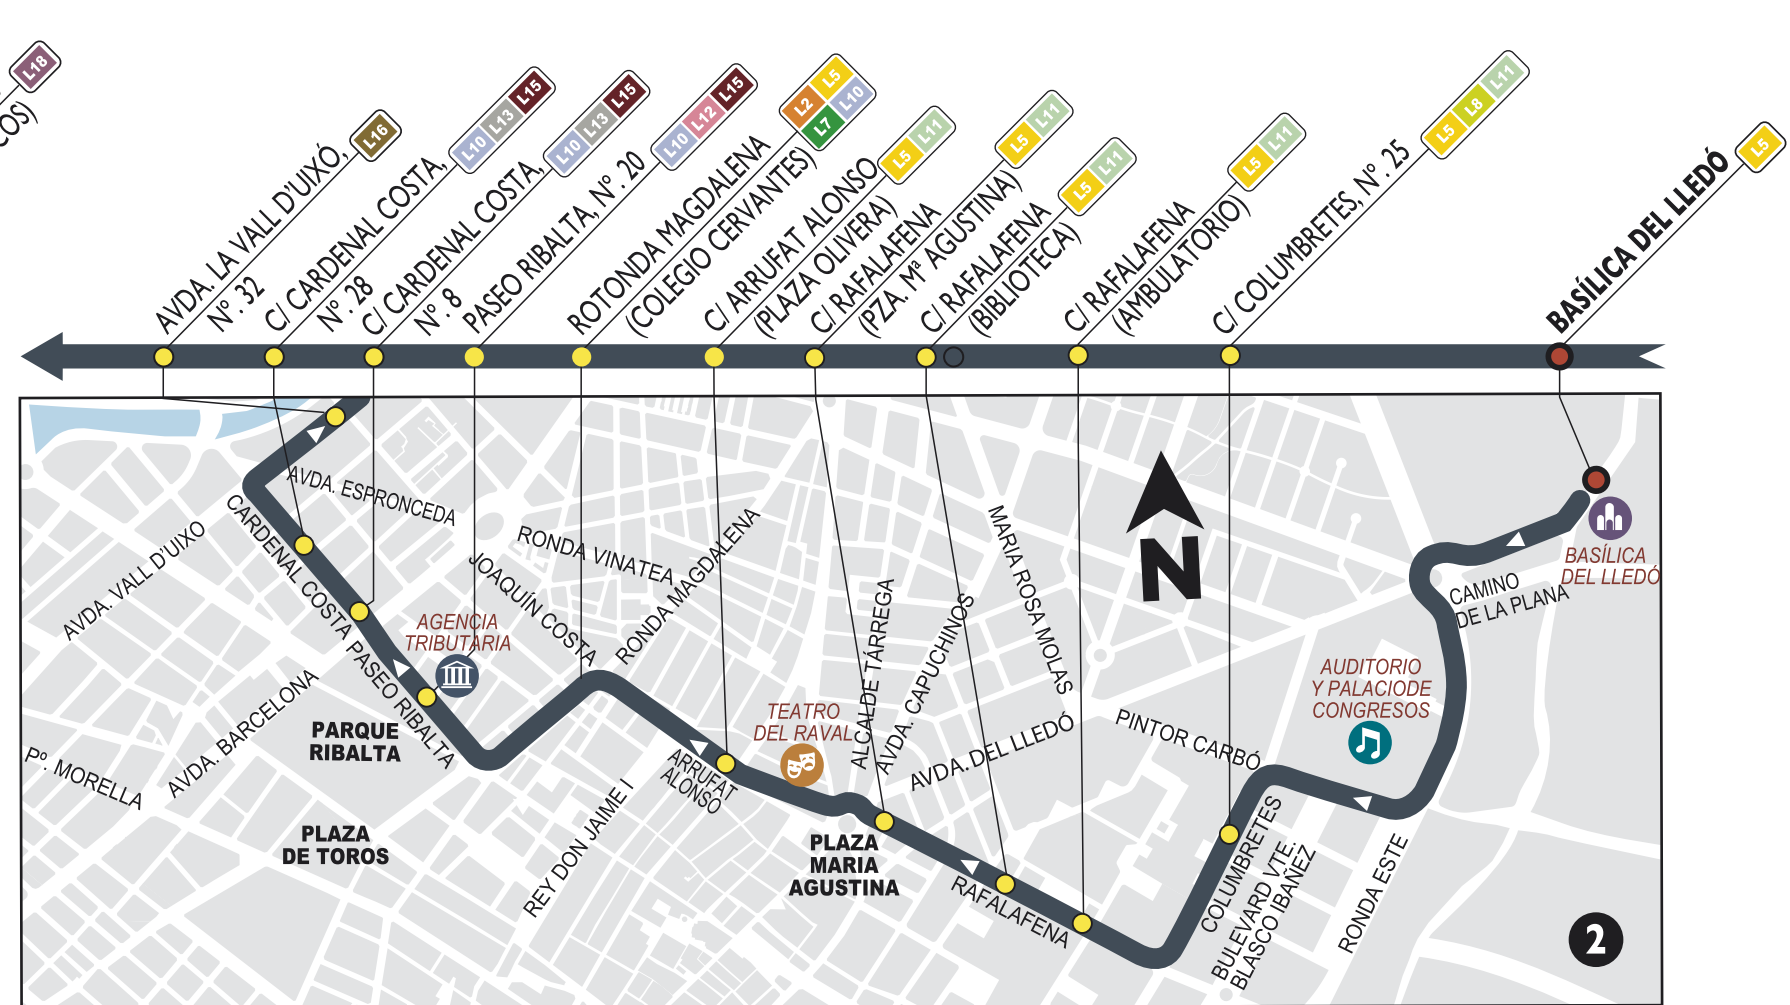 L18
COS)
AVDA. LA VALL D'UIXÓ,
Nº. 32
L16
C/ CARDENAL COSTA,
Nº. 28
L10 L13 L15
C/ CARDENAL COSTA,
Nº. 8
L10 L13 L15
PASEO RIBALTA, Nº. 20
L10 L12 L15
ROTONDA MAGDALENA
(COLEGIO CERVANTES)
L2 L5
L7 L10
C/ ARRUFAT ALONSO
(PLAZA OLIVERA)
L5 L11
C/ RAFALAFENA
(PZA. Mª AGUSTINA)
L5 L11
C/ RAFALAFENA
(BIBLIOTECA)
L5 L11
C/ RAFALAFENA
(AMBULATORIO)
L5 L11
C/ COLUMBRETES, Nº. 25
L5 L8 L11
BASÍLICA DEL LLEDÓ
L5
AVDA. ESPRONCEDA
CARDENAL COSTA
AVDA. VALL D'UIXO
PASEO RIBALTA
AVDA. BARCELONA
Pº. MORELLA
PARQUE
RIBALTA
PLAZA
DE TOROS
AGENCIA
TRIBUTARIA
JOAQUÍN COSTA
RONDA VINATEA
RONDA MAGDALENA
REY DON JAIME I
ARRUFAT
ALONSO
TEATRO
DEL RAVAL
ALCALDE TÁRREGA
AVDA. CAPUCHINOS
MARIA ROSA MOLAS
AVDA. DEL LLEDÓ
PLAZA
MARIA
AGUSTINA
RAFALAFENA
N
PINTOR CARBÓ
COLUMBRETES
BULEVARD VTE.
BLASCO IBAÑEZ
RONDA ESTE
AUDITORIO
Y PALACIODE
CONGRESOS
CAMINO
DE LA PLANA
BASÍLICA
DEL LLEDÓ
2